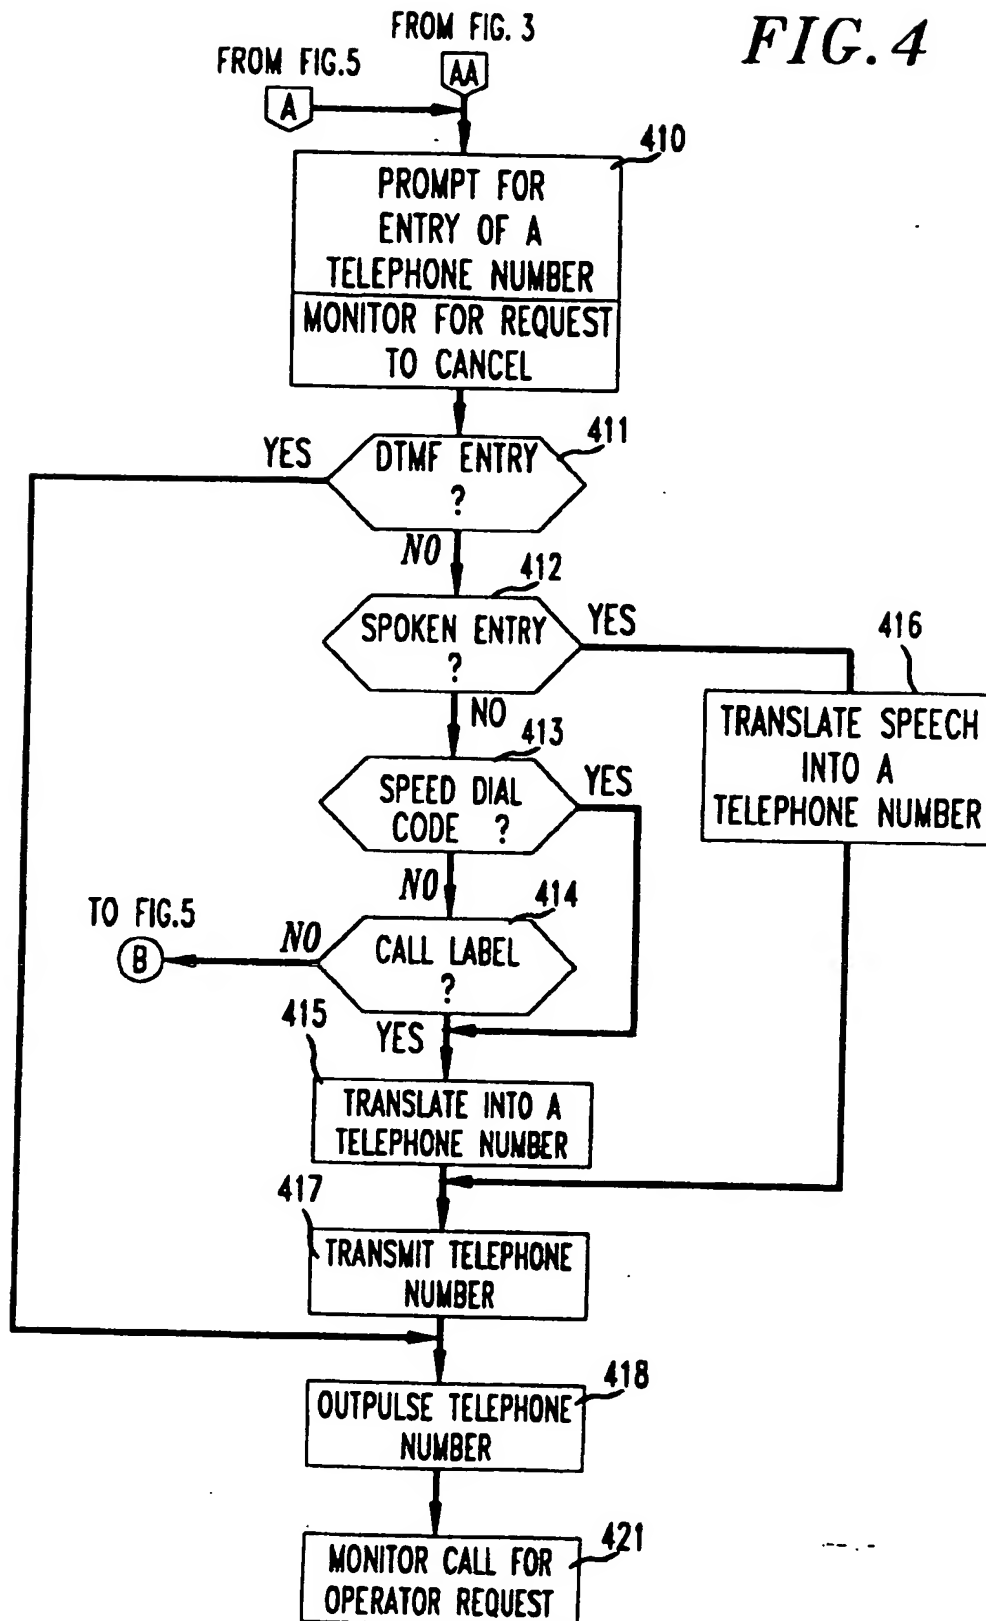 FIG. 4
FROM FIG. 3
AA
FROM FIG.5
A
410
PROMPT FOR
ENTRY OF A
TELEPHONE NUMBER
MONITOR FOR REQUEST
TO CANCEL
411
YES
DTMF ENTRY
?
NO
412
SPOKEN ENTRY
?
YES
416
NO
TRANSLATE SPEECH
INTO A
TELEPHONE NUMBER
413
SPEED DIAL
CODE ?
YES
NO
414
TO FIG.5
B
NO
CALL LABEL
?
415
YES
TRANSLATE INTO A
TELEPHONE NUMBER
417
TRANSMIT TELEPHONE
NUMBER
418
OUTPULSE TELEPHONE
NUMBER
421
MONITOR CALL FOR
OPERATOR REQUEST